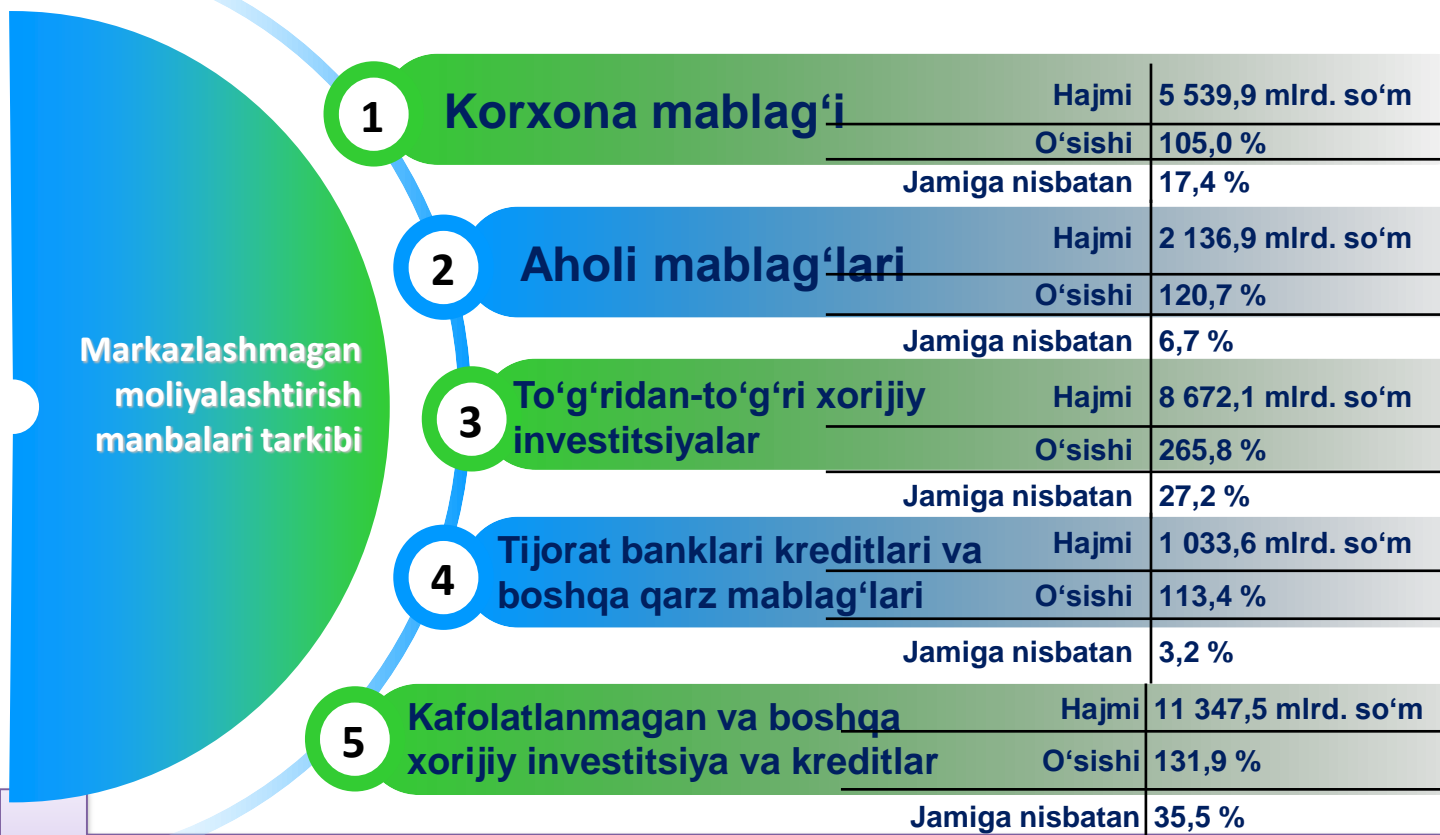 Markazlashmagan
moliyalashtirish
manbalari tarkibi
1
Korxona mablag‘i
Hajmi 5 539,9 mlrd. so‘m
O‘sishi 105,0 %
Jamiga nisbatan 17,4 %
2
Aholi mablag‘lari
Hajmi 2 136,9 mlrd. so‘m
O‘sishi 120,7 %
Jamiga nisbatan 6,7 %
3
To‘g‘ridan-to‘g‘ri xorijiy
investitsiyalar
Hajmi 8 672,1 mlrd. so‘m
O‘sishi 265,8 %
Jamiga nisbatan 27,2 %
4
Tijorat banklari kreditlari va
boshqa qarz mablag‘lari
Hajmi 1 033,6 mlrd. so‘m
O‘sishi 113,4 %
Jamiga nisbatan 3,2 %
5
Kafolatlanmagan va boshqa
xorijiy investitsiya va kreditlar
Hajmi 11 347,5 mlrd. so‘m
O‘sishi 131,9 %
Jamiga nisbatan 35,5 %